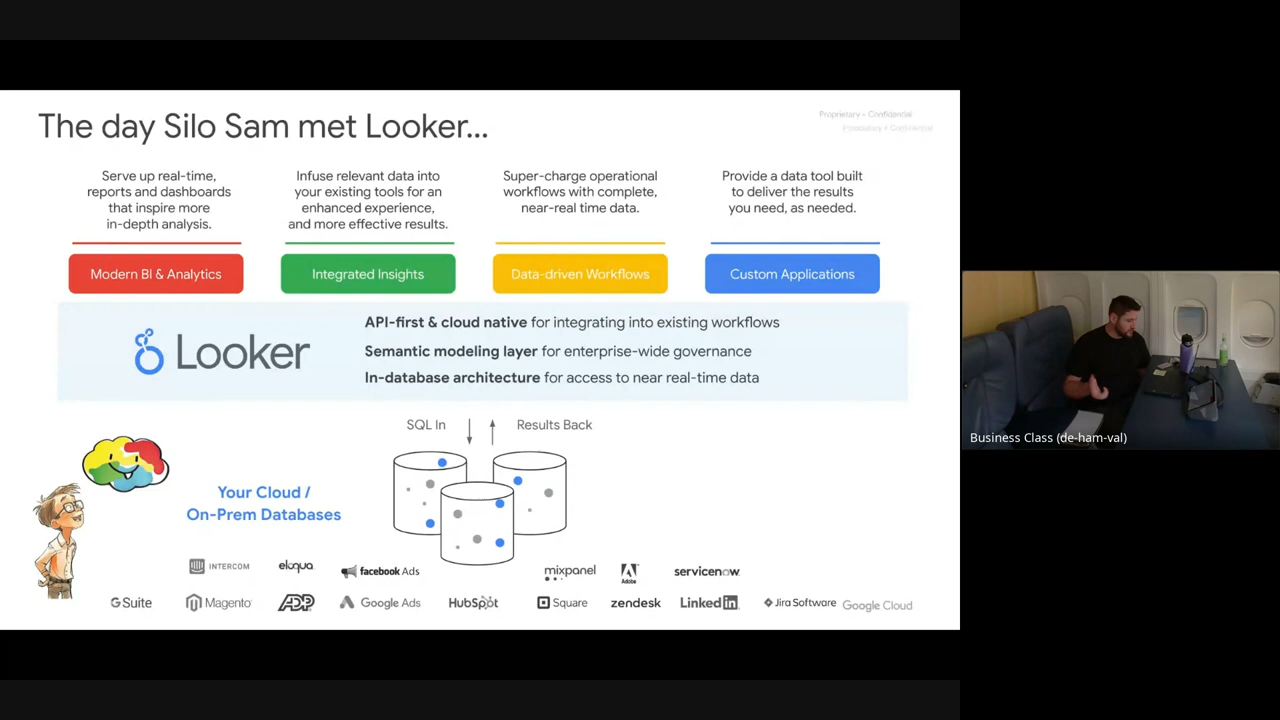 The day Silo Sam met Looker...
Proprietary + Confidential
Proprietary + Confidential
Serve up real-time,
reports and dashboards
that inspire more
in-depth analysis.
Infuse relevant data into
your existing tools for an
enhanced experience,
and more effective results.
Super-charge operational
workflows with complete,
near-real time data.
Provide a data tool built
to deliver the results
you need, as needed.
Modern BI & Analytics
Integrated Insights
Data-driven Workflows
Custom Applications
Looker
API-first & cloud native for integrating into existing workflows
Semantic modeling layer for enterprise-wide governance
In-database architecture for access to near real-time data
SQL In
Results Back
Your Cloud /
On-Prem Databases
INTERCOM
eloqua
facebook Ads
mixpanel
Adobe
servicenow
G Suite
Magento
ADP
Google Ads
HubSpot
Square
zendesk
LinkedIn
Jira Software
Google Cloud
Business Class (de-ham-val)